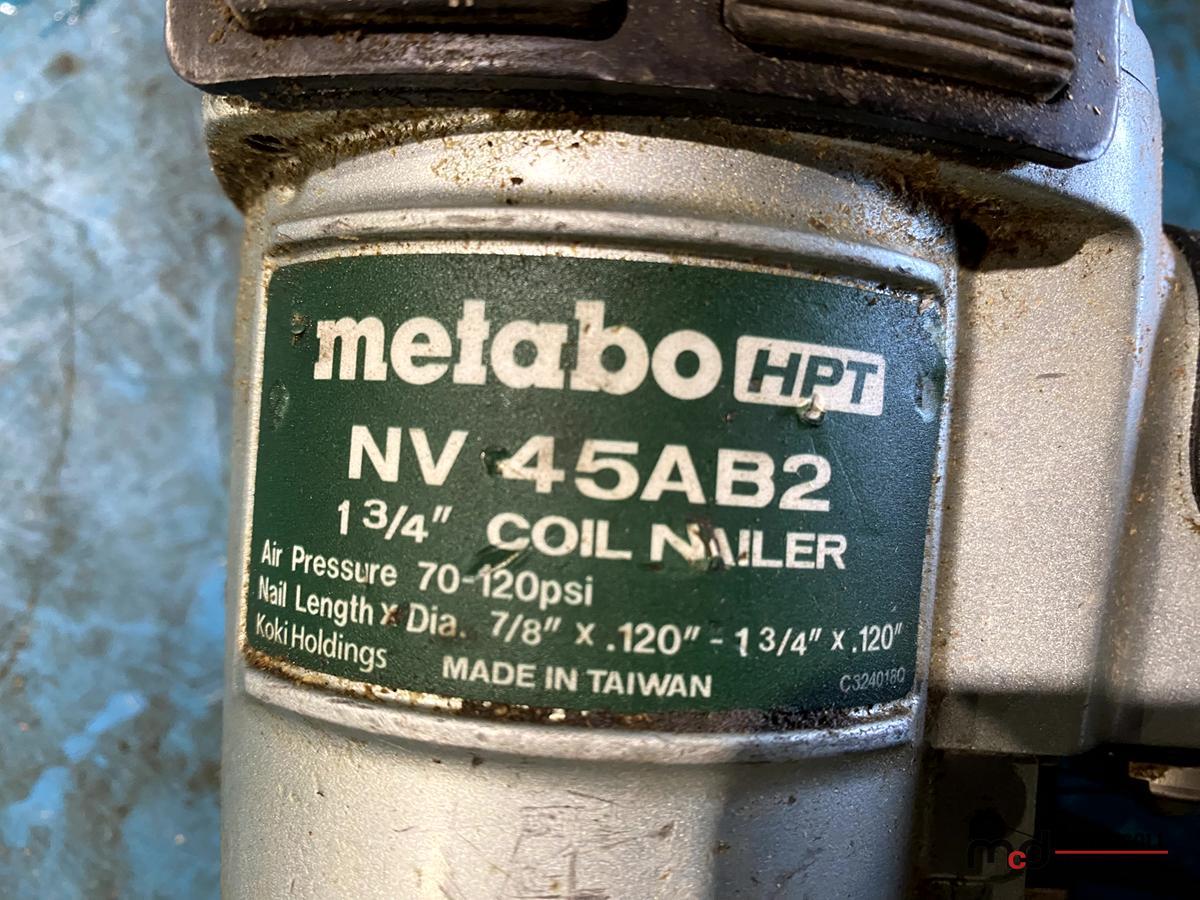 metabo HPT
NV 45AB2
1 3/4" COIL NAILER
Air Pressure 70-120psi
Nail Length X Dia. 7/8" x .120" - 1 3/4" x .120"
Koki Holdings
MADE IN TAIWAN
C324018Q
mcd